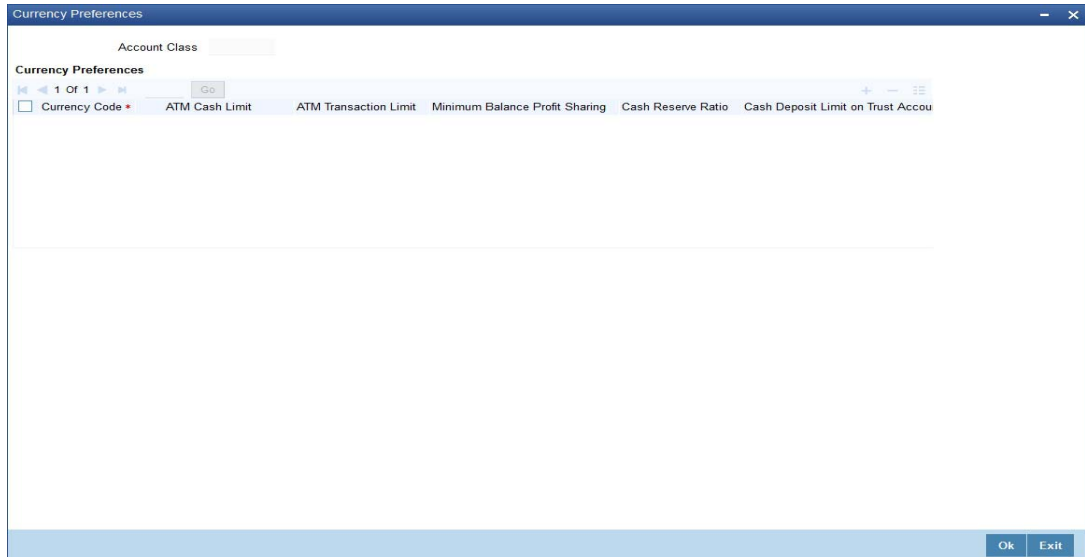 Currency Preferences
Account Class
Currency Preferences
1 Of 1 Go
Currency Code * ATM Cash Limit ATM Transaction Limit Minimum Balance Profit Sharing Cash Reserve Ratio Cash Deposit Limit on Trust Accou
Ok Exit